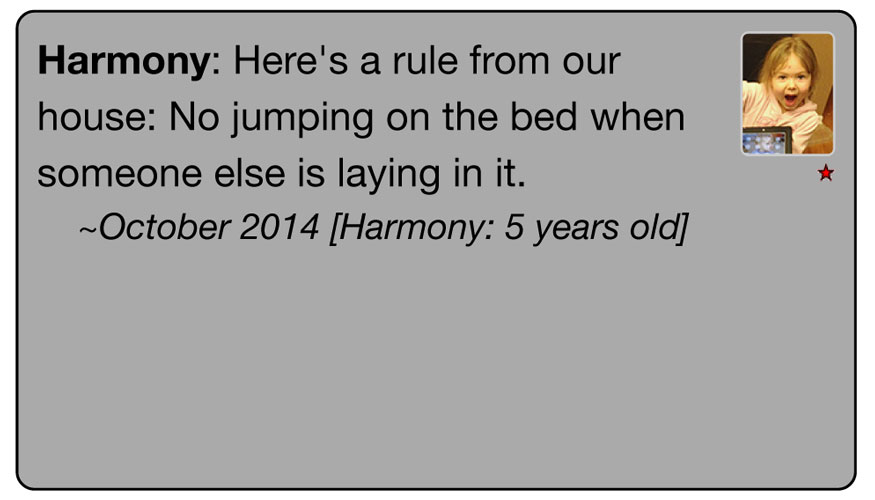 Harmony: Here's a rule from our
house: No jumping on the bed when
someone else is laying in it.
~October 2014 [Harmony: 5 years old]